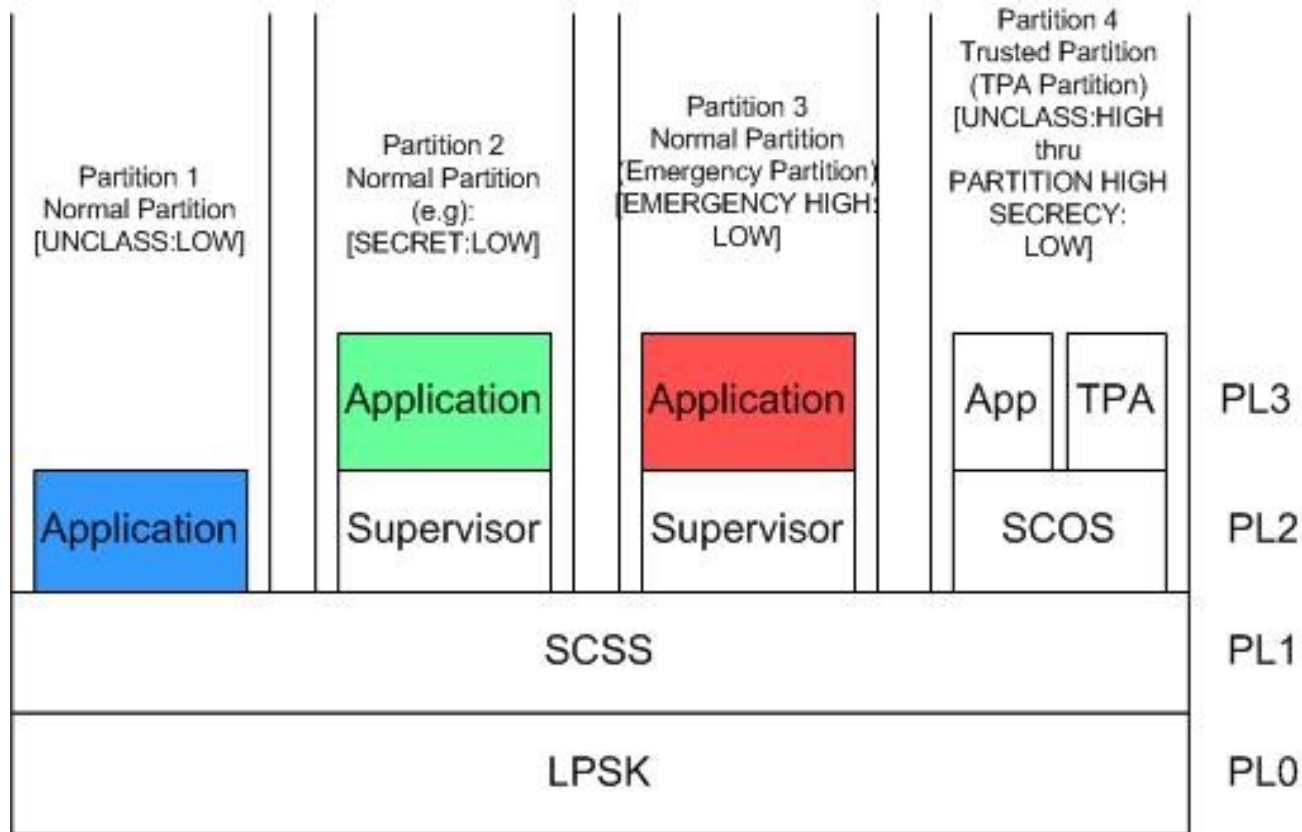 Partition 1
Normal Partition
[UNCLASS:LOW]
Partition 2
Normal Partition
(e.g):
[SECRET:LOW]
Partition 3
Normal Partition
(Emergency Partition)
[EMERGENCY HIGH:
LOW]
Partition 4
Trusted Partition
(TPA Partition)
[UNCLASS:HIGH
thru
PARTITION HIGH
SECRECY:
LOW]
Application
Application
App
TPA
PL3
Application
Supervisor
Supervisor
SCOS
PL2
SCSS
PL1
LPSK
PL0